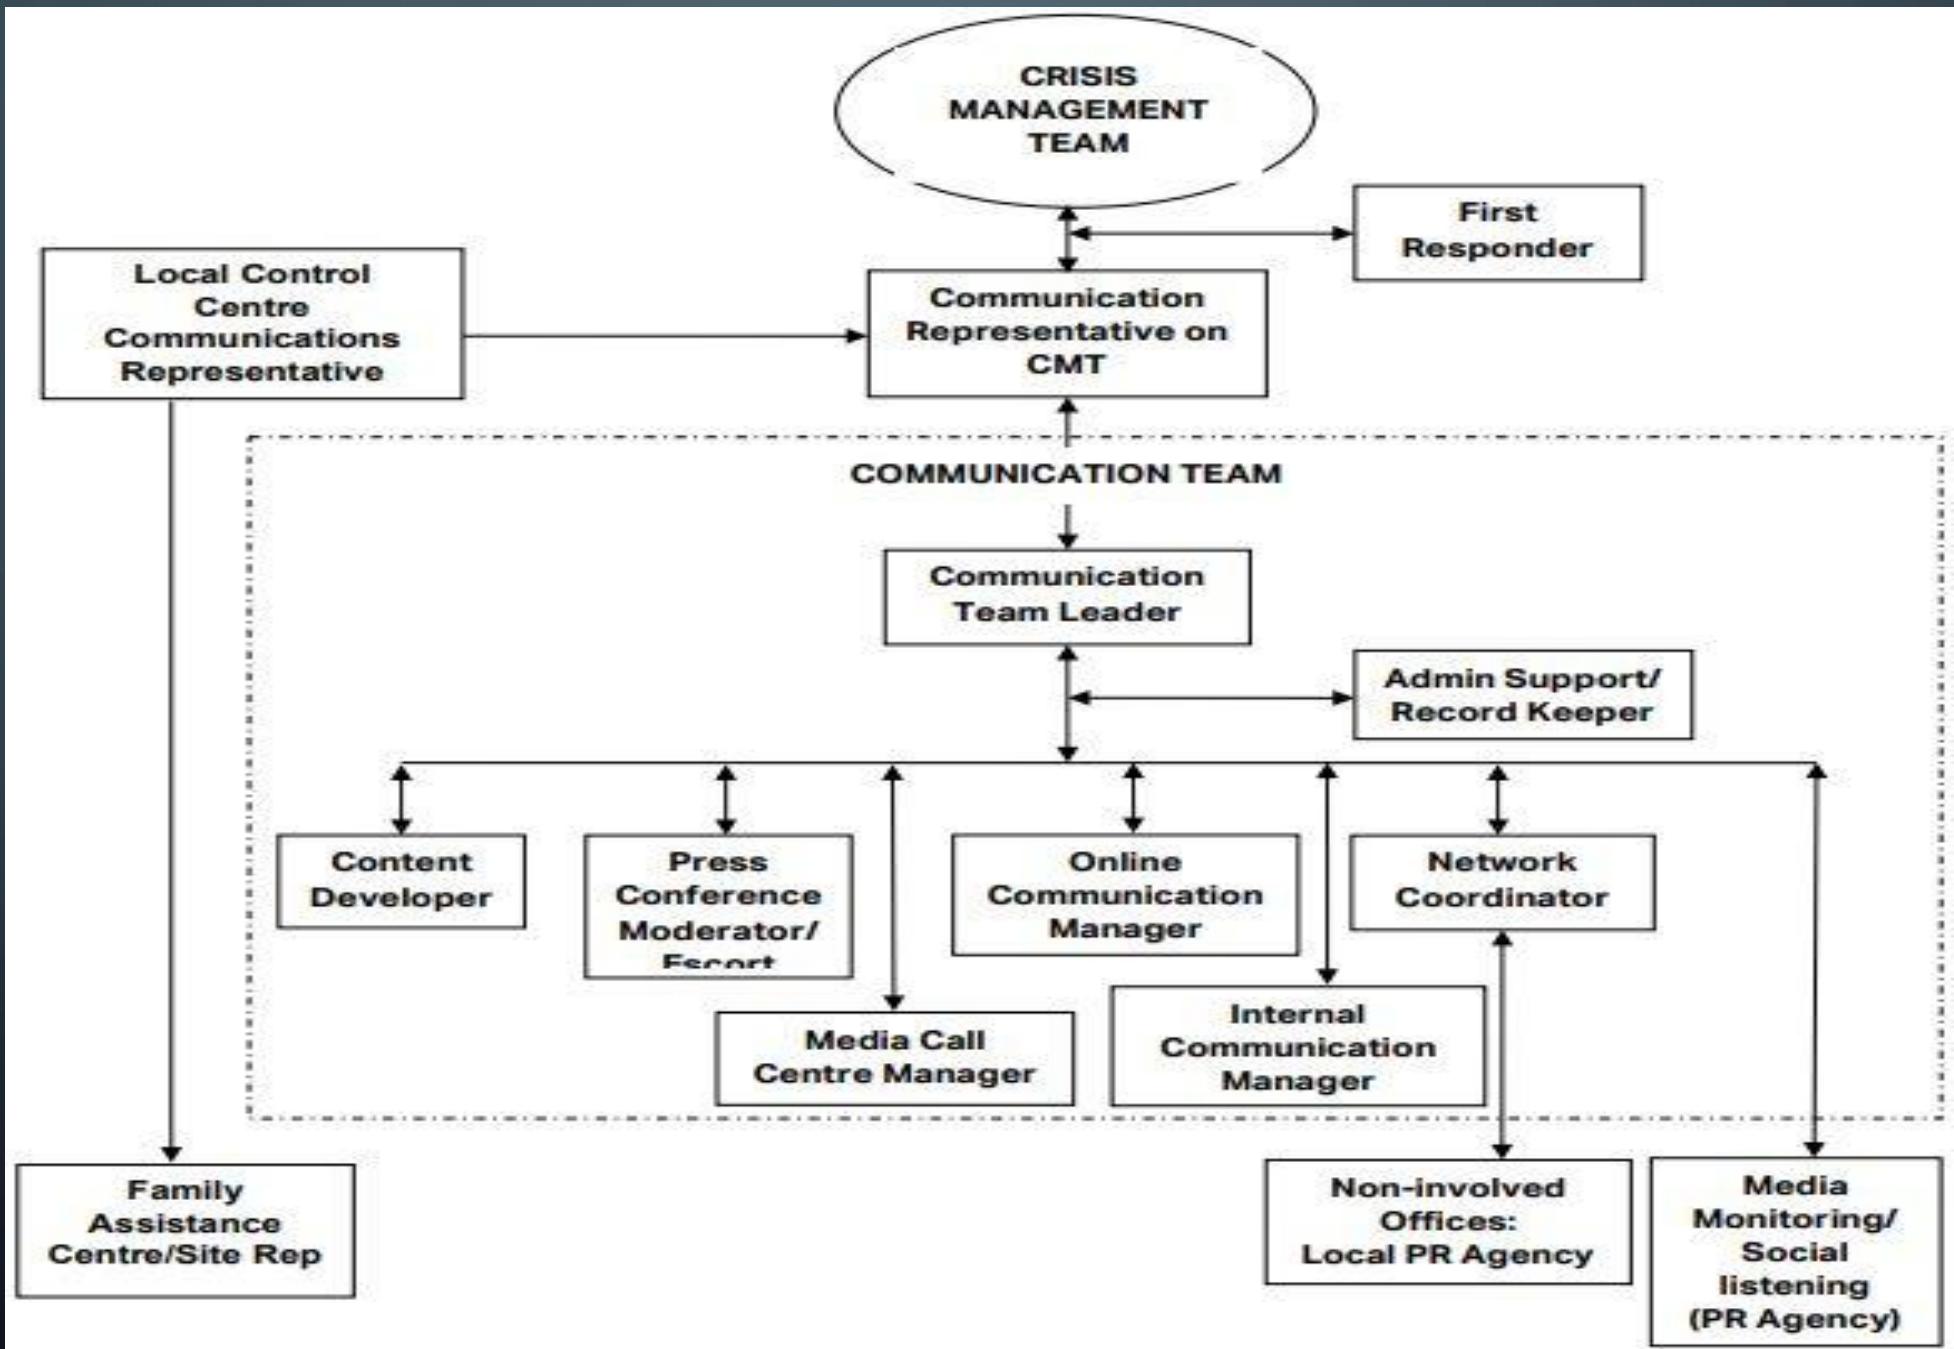 CRISIS
MANAGEMENT
TEAM
First
Responder
Local Control
Centre
Communications
Representative
Communication
Representative on
CMT
COMMUNICATION TEAM
Communication
Team Leader
Admin Support/
Record Keeper
Content
Developer
Press
Conference
Moderator/
Escort
Online
Communication
Manager
Network
Coordinator
Media Call
Centre Manager
Internal
Communication
Manager
Family
Assistance
Centre/Site Rep
Non-involved
Offices:
Local PR Agency
Media
Monitoring/
Social
listening
(PR Agency)